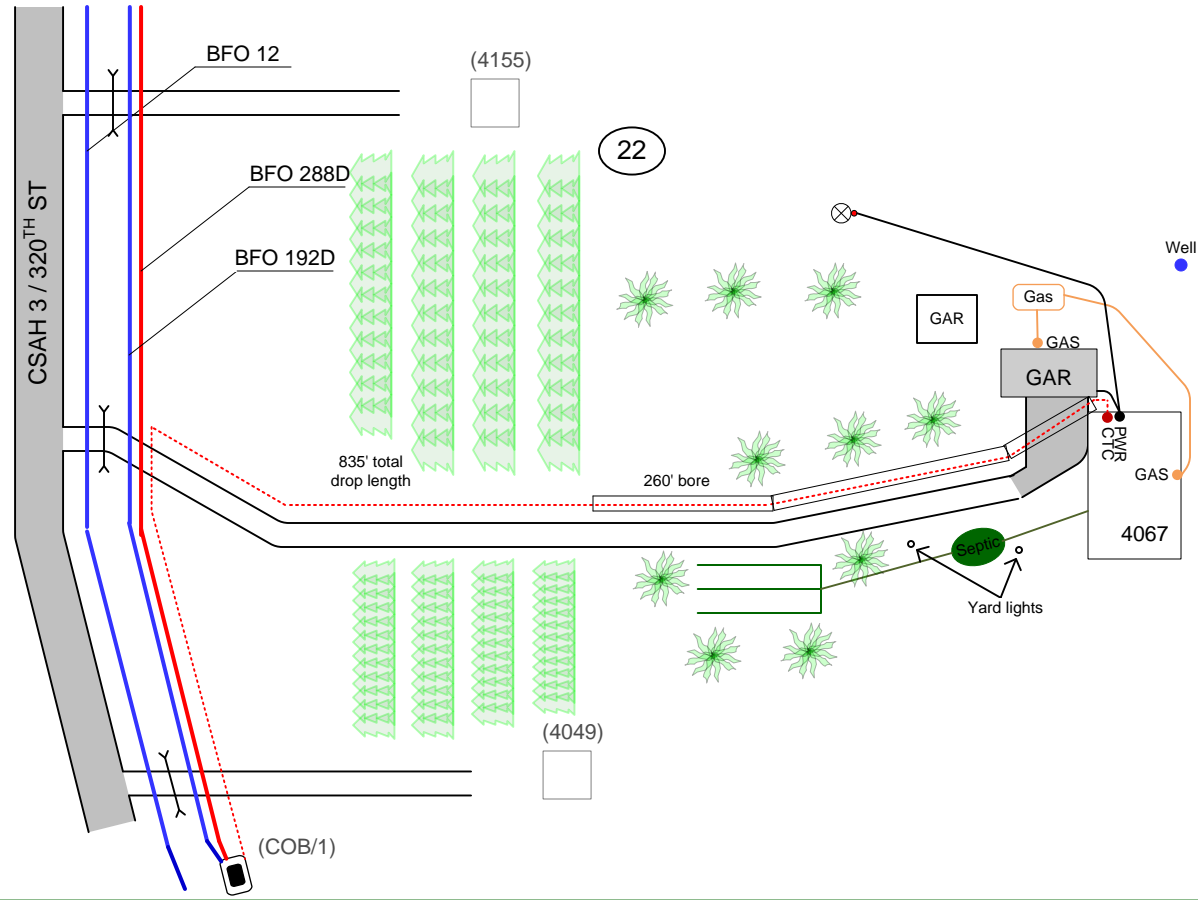 BFO 12
(4155)
22
BFO 288D
CSAH 3 / 320TH ST
BFO 192D
Well
Gas
GAR
GAS
GAR
CTC
PWR
835' total
drop length
260' bore
GAS
4067
Septic
Yard lights
(4049)
(COB/1)